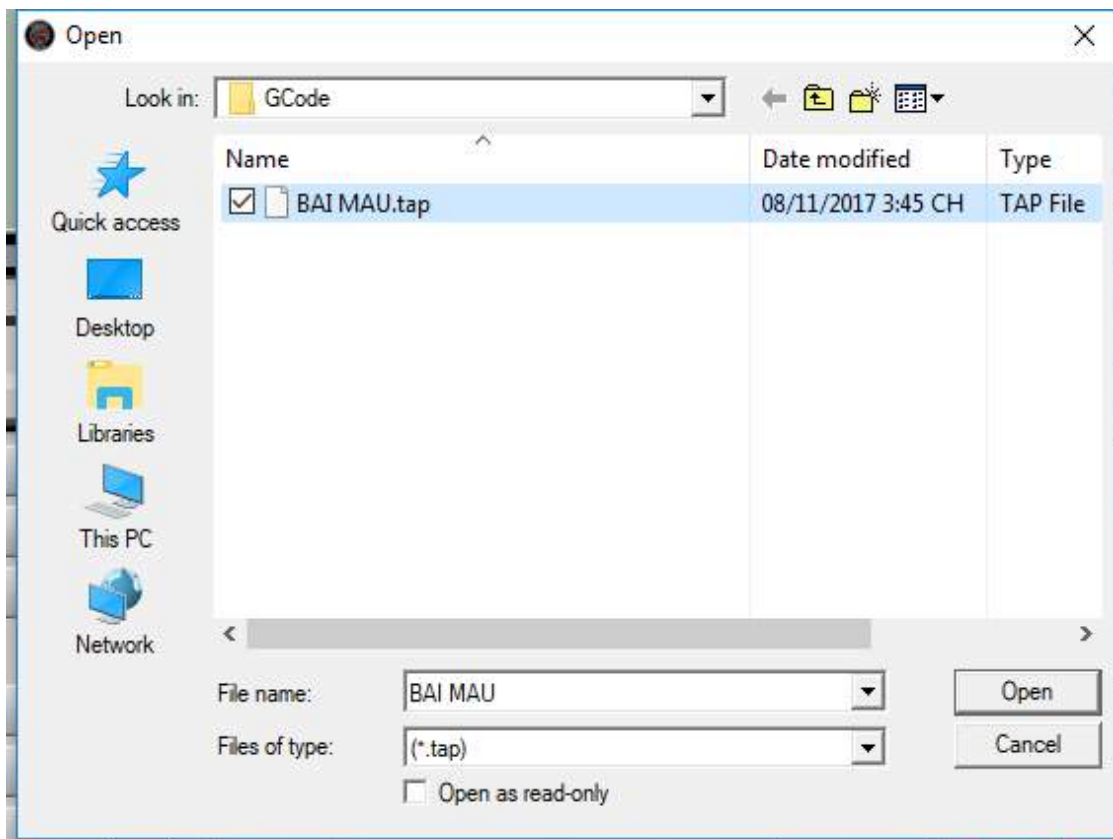 Open
Look in: GCode
Name Date modified Type
BAI MAU.tap 08/11/2017 3:45 CH TAP File
Quick access
Desktop
Libraries
This PC
Network
File name: BAI MAU Open
Files of type: (*.tap) Cancel
Open as read-only